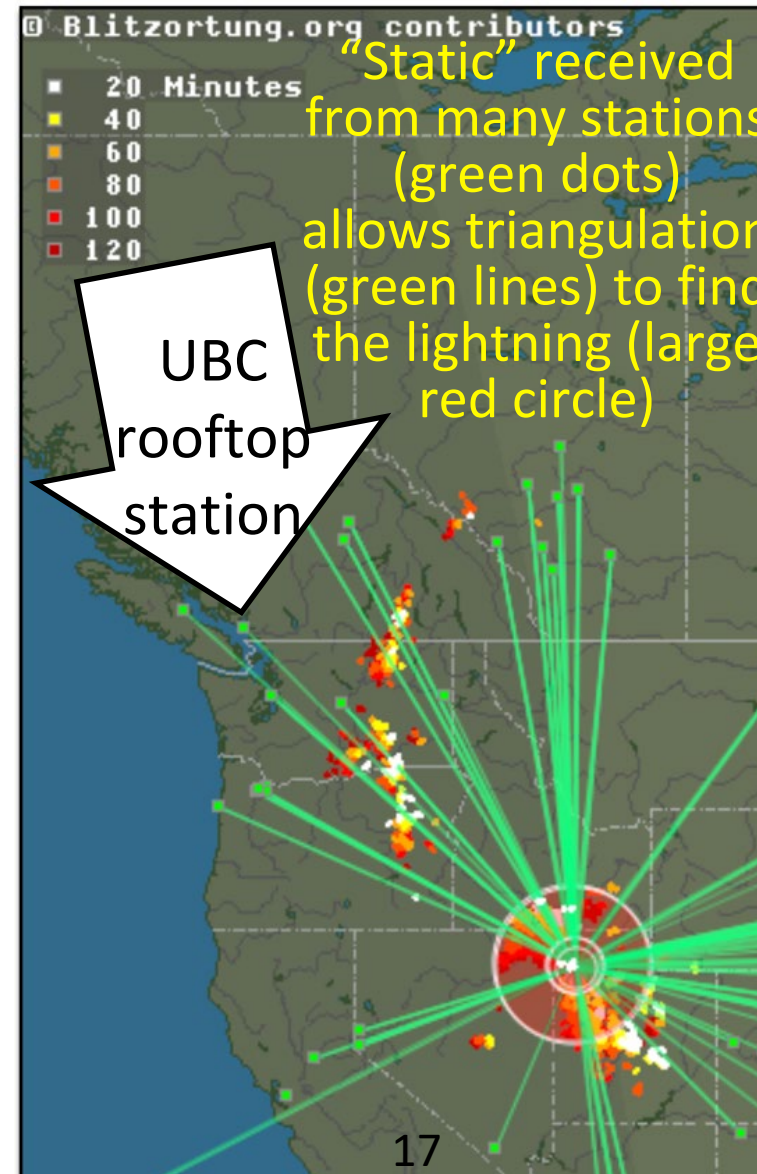 © Blitzortung.org contributors
20 Minutes
40
60
80
100
120
“Static” received
from many stations
(green dots)
allows triangulation
(green lines) to find
the lightning (large
red circle)
UBC
rooftop
station
17